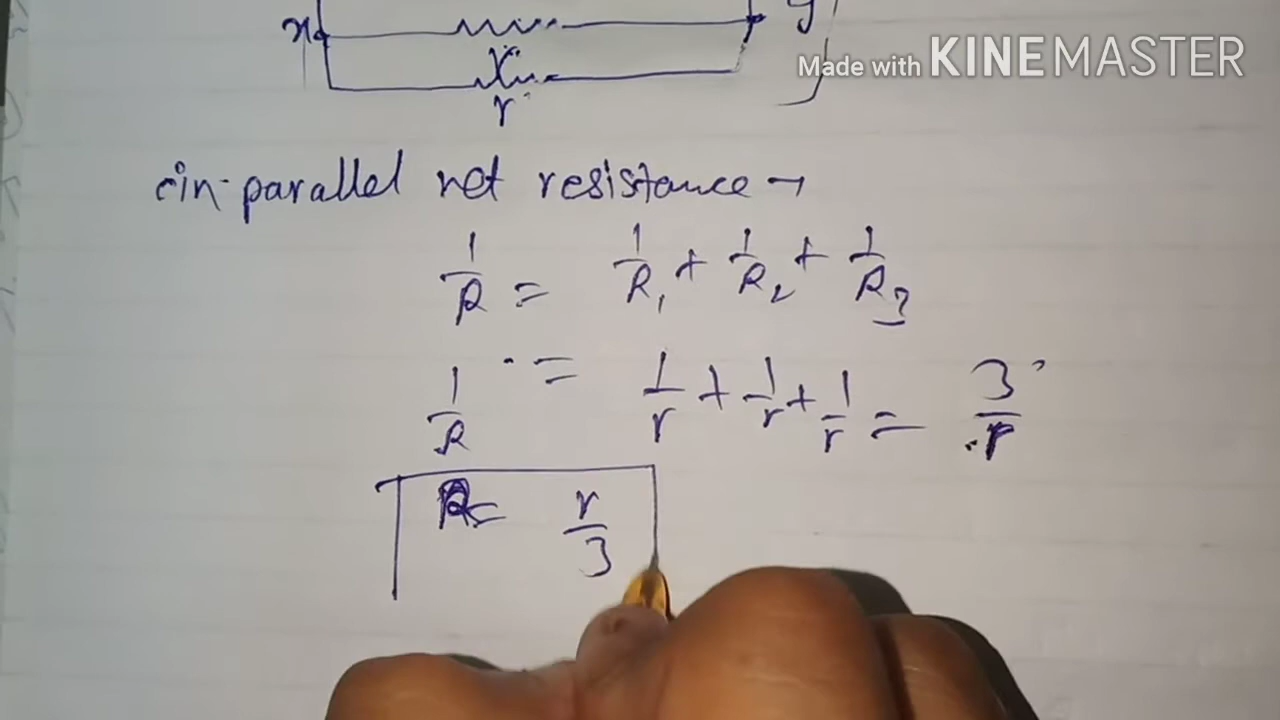 x y
Made with KINEMASTER
r
r
in parallel net resistance →
1/R = 1/R₁ + 1/R₂ + 1/R₃
1/R = 1/r + 1/r + 1/r = 3/r
R = r/3